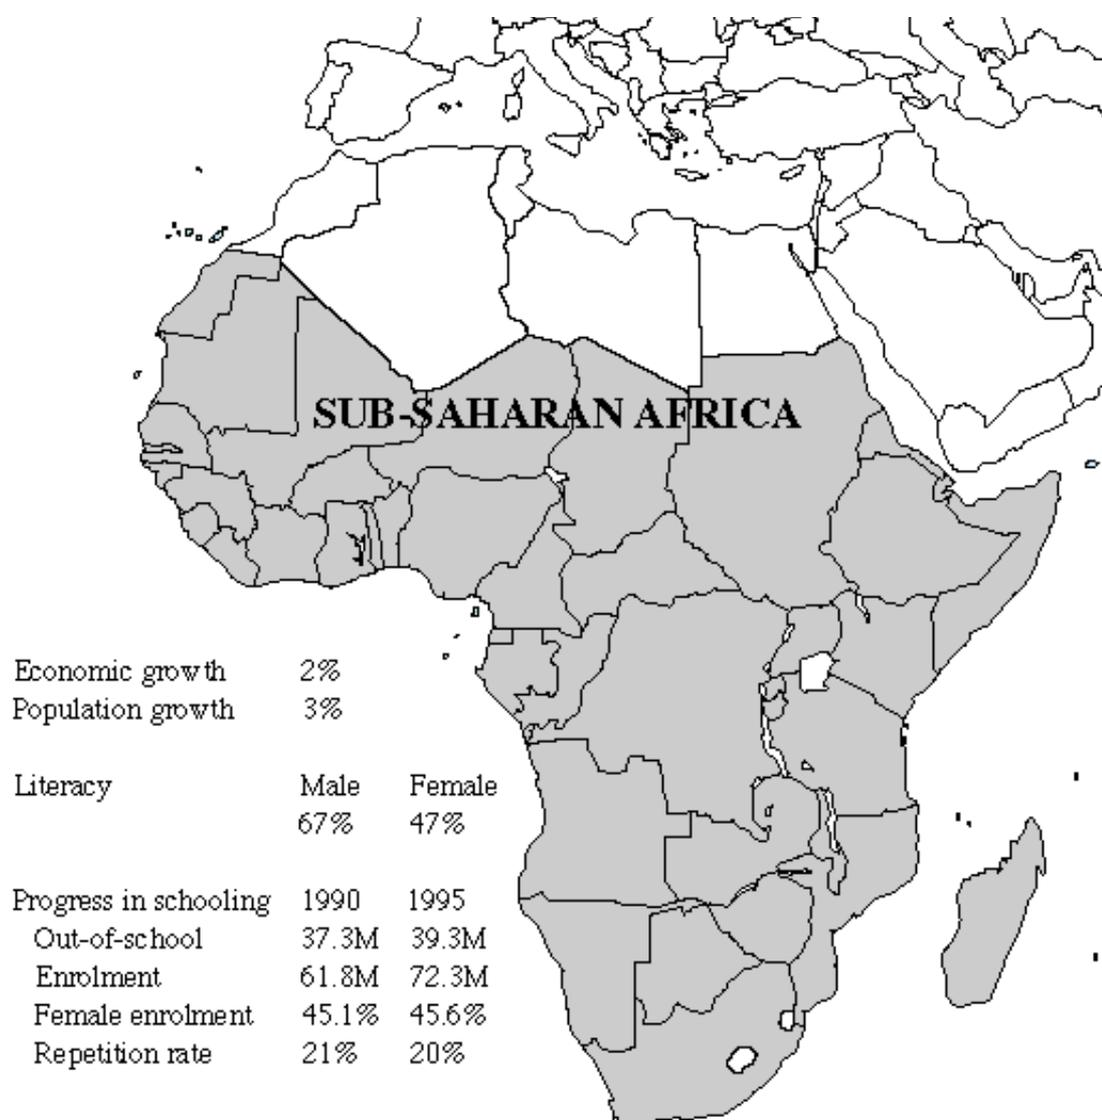 SUB-SAHARAN AFRICA
Economic growth 2%
Population growth 3%
Literacy Male Female
67% 47%
Progress in schooling 1990 1995
Out-of-school 37.3M 39.3M
Enrolment 61.8M 72.3M
Female enrolment 45.1% 45.6%
Repetition rate 21% 20%